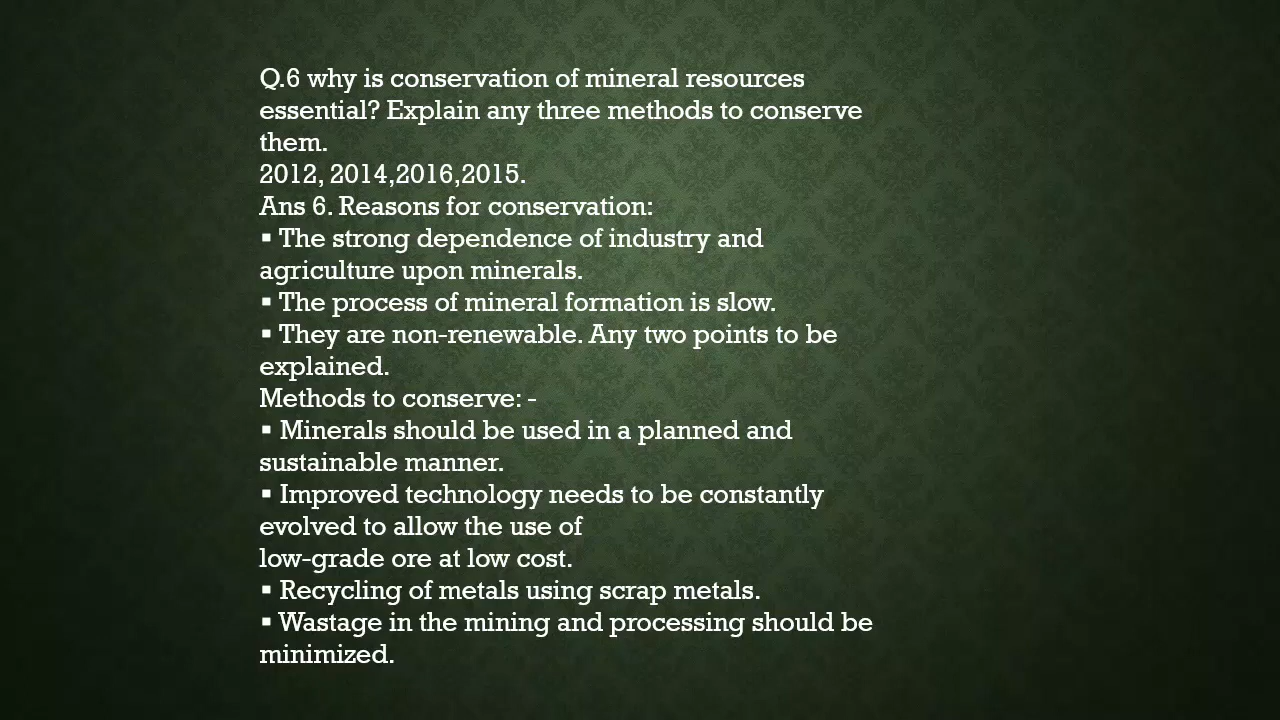 Q.6 why is conservation of mineral resources
essential? Explain any three methods to conserve
them.
2012, 2014,2016,2015.
Ans 6. Reasons for conservation:
▪ The strong dependence of industry and
agriculture upon minerals.
▪ The process of mineral formation is slow.
▪ They are non-renewable. Any two points to be
explained.
Methods to conserve: -
▪ Minerals should be used in a planned and
sustainable manner.
▪ Improved technology needs to be constantly
evolved to allow the use of
low-grade ore at low cost.
▪ Recycling of metals using scrap metals.
▪ Wastage in the mining and processing should be
minimized.